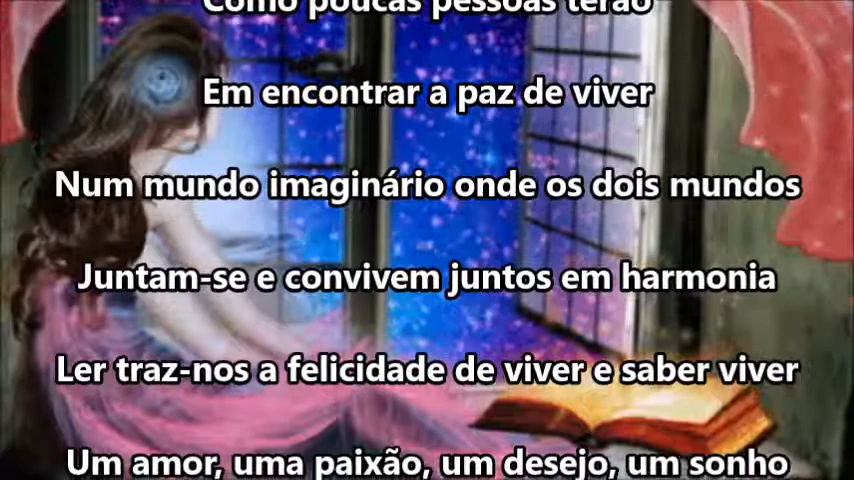 Como poucas pessoas terão
Em encontrar a paz de viver
Num mundo imaginário onde os dois mundos
Juntam-se e convivem juntos em harmonia
Ler traz-nos a felicidade de viver e saber viver
Um amor, uma paixão, um desejo, um sonho